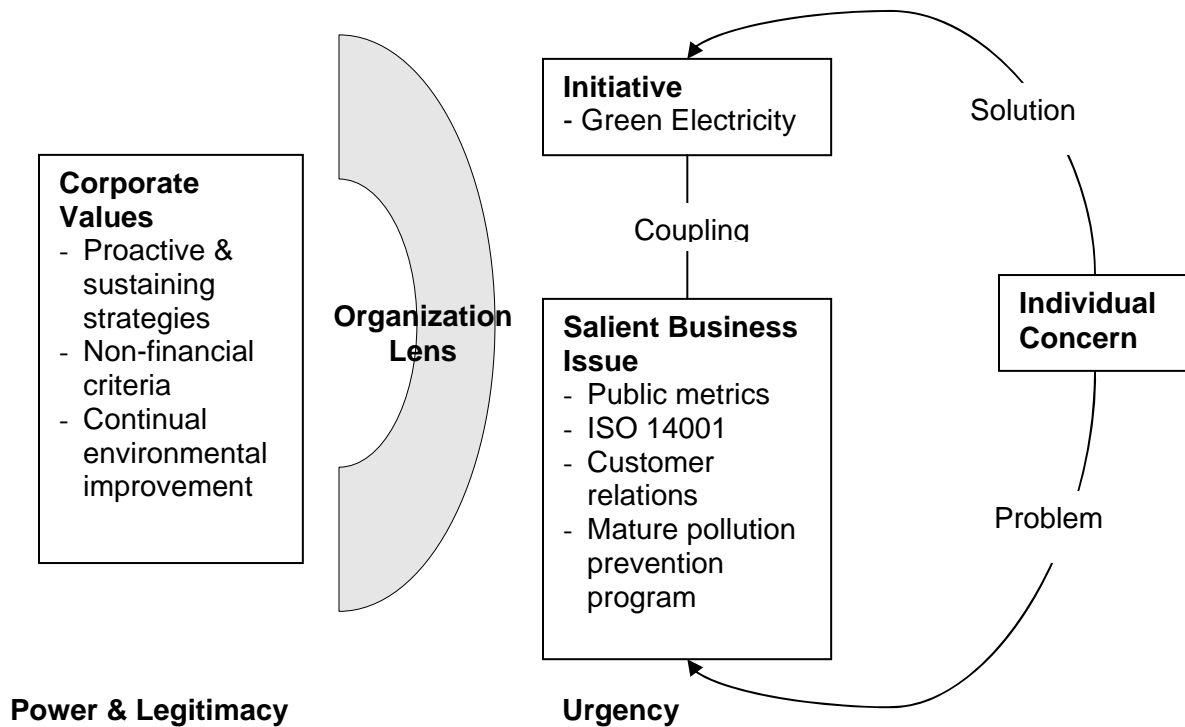 Corporate
Values
- Proactive &
sustaining
strategies
- Non-financial
criteria
- Continual
environmental
improvement
Organization
Lens
Initiative
- Green Electricity
Coupling
Salient Business
Issue
- Public metrics
- ISO 14001
- Customer
relations
- Mature pollution
prevention
program
Solution
Individual
Concern
Problem
Power & Legitimacy
Urgency